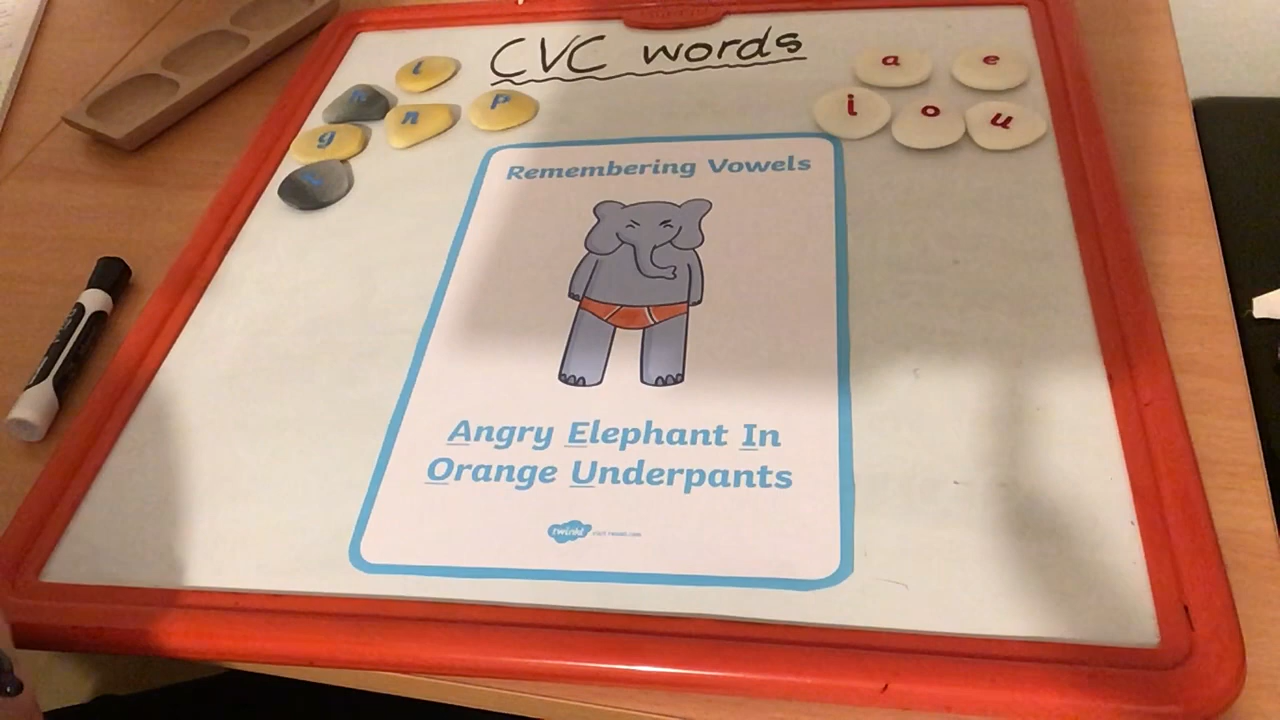 CVC words
a e
i o u
n p
g
Remembering Vowels
Angry Elephant In
Orange Underpants
twinkl